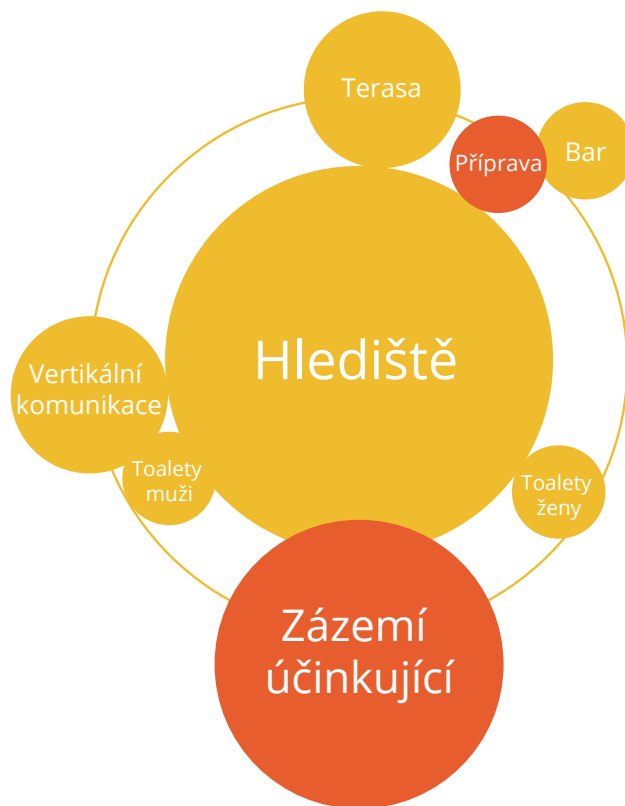 Terasa
Příprava
Bar
Hlediště
Vertikální
komunikace
Toalety
muži
Toalety
ženy
Zázemí
účinkující